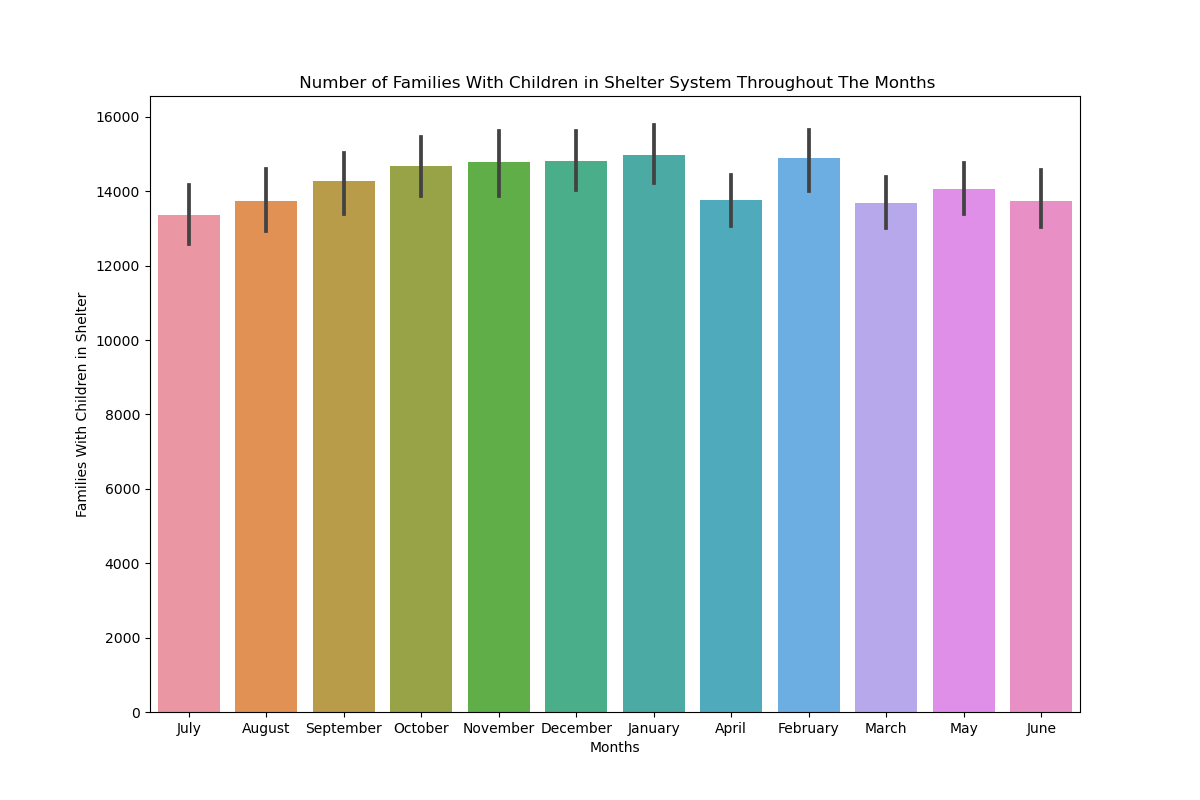 Number of Families With Children in Shelter System Throughout The Months
Families With Children in Shelter
16000
14000
12000
10000
8000
6000
4000
2000
0
July August September October November December January April February March May June
Months